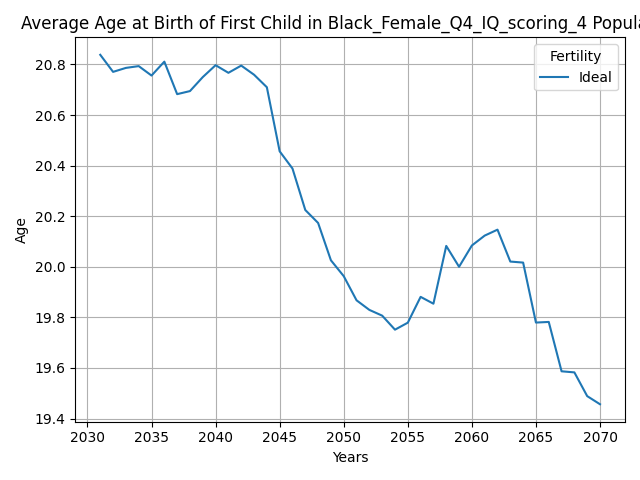 Average Age at Birth of First Child in Black_Female_Q4_IQ_scoring_4 Popula
Fertility
Ideal
20.8
20.6
20.4
20.2
20.0
19.8
19.6
19.4
Age
2030 2035 2040 2045 2050 2055 2060 2065 2070
Years